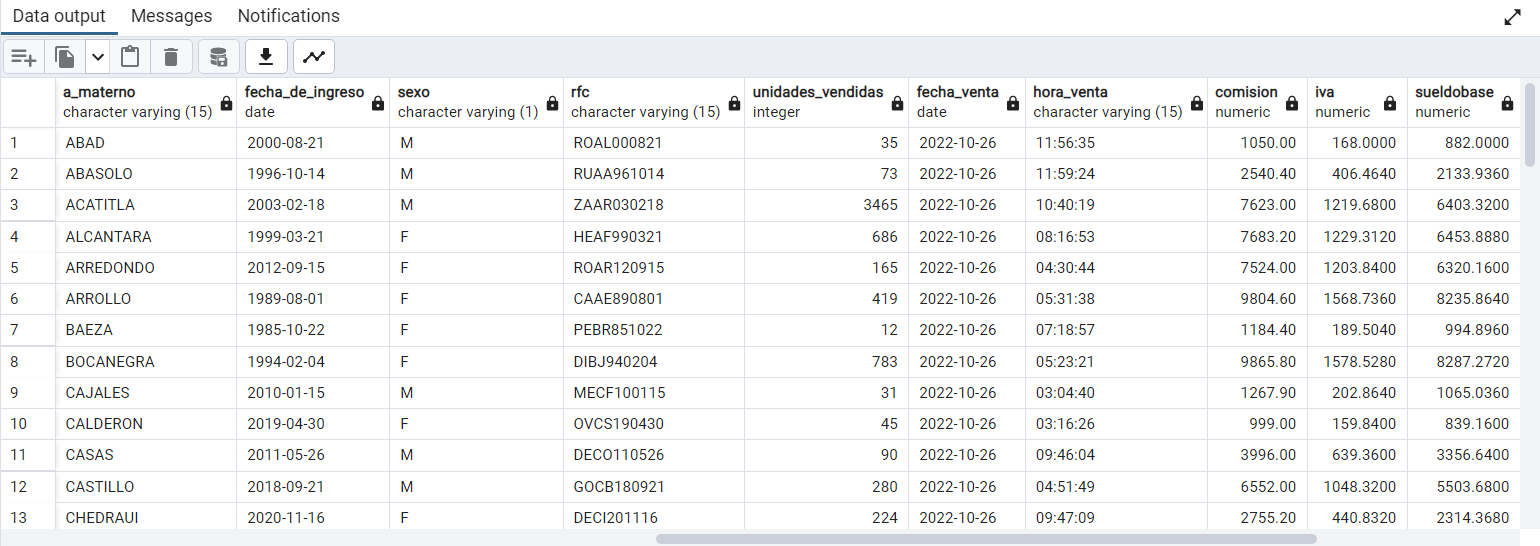 Data output Messages Notifications
a_materno fecha_de_ingreso sexo rfc unidades_vendidas fecha_venta hora_venta comision iva sueldobase
character varying (15) date character varying (1) character varying (15) integer date character varying (15) numeric numeric numeric
1 ABAD 2000-08-21 M ROAL000821 35 2022-10-26 11:56:35 1050.00 168.0000 882.0000
2 ABASOLO 1996-10-14 M RUAA961014 73 2022-10-26 11:59:24 2540.40 406.4640 2133.9360
3 ACATITLA 2003-02-18 M ZAAR030218 3465 2022-10-26 10:40:19 7623.00 1219.6800 6403.3200
4 ALCANTARA 1999-03-21 F HEAF990321 686 2022-10-26 08:16:53 7683.20 1229.3120 6453.8880
5 ARREDONDO 2012-09-15 F ROAR120915 165 2022-10-26 04:30:44 7524.00 1203.8400 6320.1600
6 ARROLLO 1989-08-01 F CAAE890801 419 2022-10-26 05:31:38 9804.60 1568.7360 8235.8640
7 BAEZA 1985-10-22 F PEBR851022 12 2022-10-26 07:18:57 1184.40 189.5040 994.8960
8 BOCANEGRA 1994-02-04 F DIBJ940204 783 2022-10-26 05:23:21 9865.80 1578.5280 8287.2720
9 CAJALES 2010-01-15 M MECF100115 31 2022-10-26 03:04:40 1267.90 202.8640 1065.0360
10 CALDERON 2019-04-30 F OVCS190430 45 2022-10-26 03:16:26 999.00 159.8400 839.1600
11 CASAS 2011-05-26 M DECO110526 90 2022-10-26 09:46:04 3996.00 639.3600 3356.6400
12 CASTILLO 2018-09-21 M GOCB180921 280 2022-10-26 04:51:49 6552.00 1048.3200 5503.6800
13 CHEDRAUI 2020-11-16 F DECI201116 224 2022-10-26 09:47:09 2755.20 440.8320 2314.3680